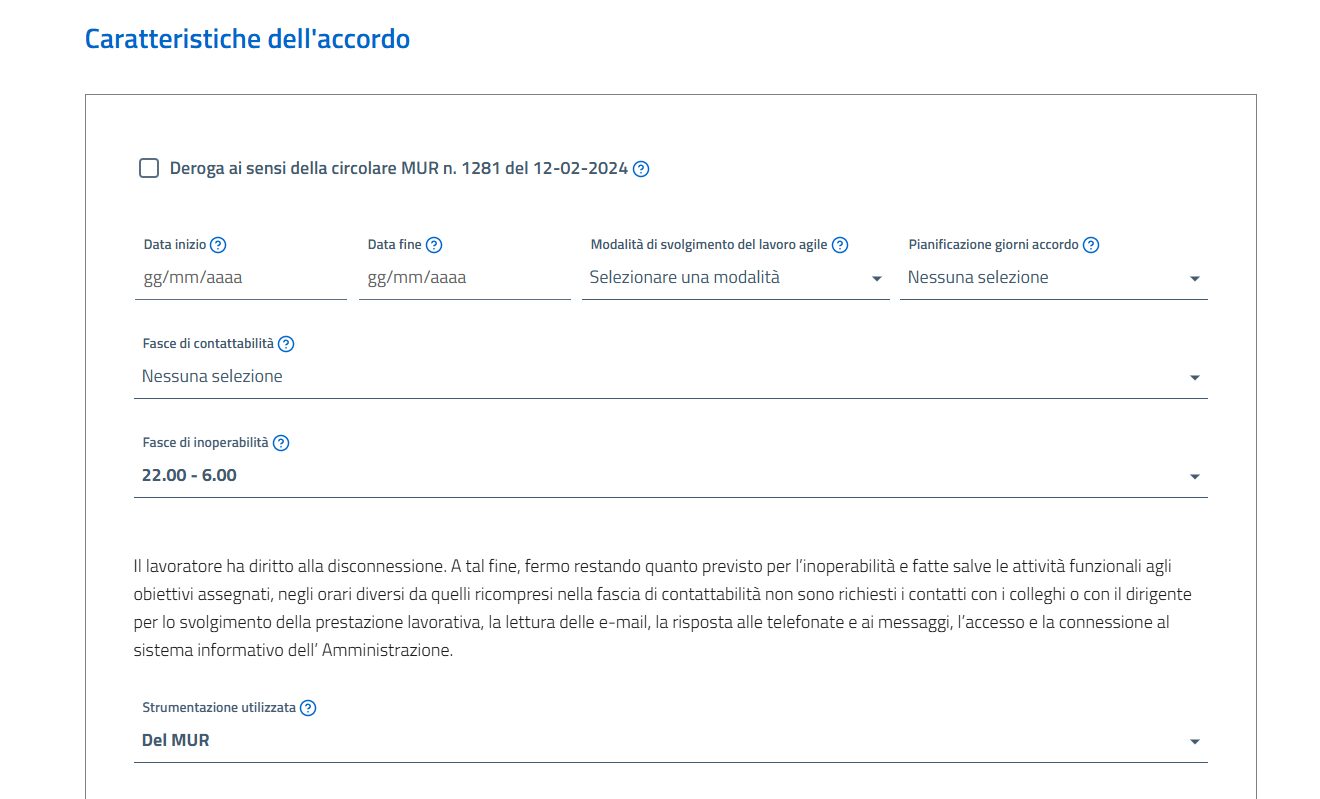 Caratteristiche dell'accordo
Deroga ai sensi della circolare MUR n. 1281 del 12-02-2024 ?
Data inizio ? Data fine ? Modalità di svolgimento del lavoro agile ? Pianificazione giorni accordo ?
gg/mm/aaaa gg/mm/aaaa Selezionare una modalità Nessuna selezione
Fasce di contattabilità ?
Nessuna selezione
Fasce di inoperabilità ?
22.00 - 6.00
Il lavoratore ha diritto alla disconnessione. A tal fine, fermo restando quanto previsto per l’inoperabilità e fatte salve le attività funzionali agli
obiettivi assegnati, negli orari diversi da quelli ricompresi nella fascia di contattabilità non sono richiesti i contatti con i colleghi o con il dirigente
per lo svolgimento della prestazione lavorativa, la lettura delle e-mail, la risposta alle telefonate e ai messaggi, l’accesso e la connessione al
sistema informativo dell’ Amministrazione.
Strumentazione utilizzata ?
Del MUR